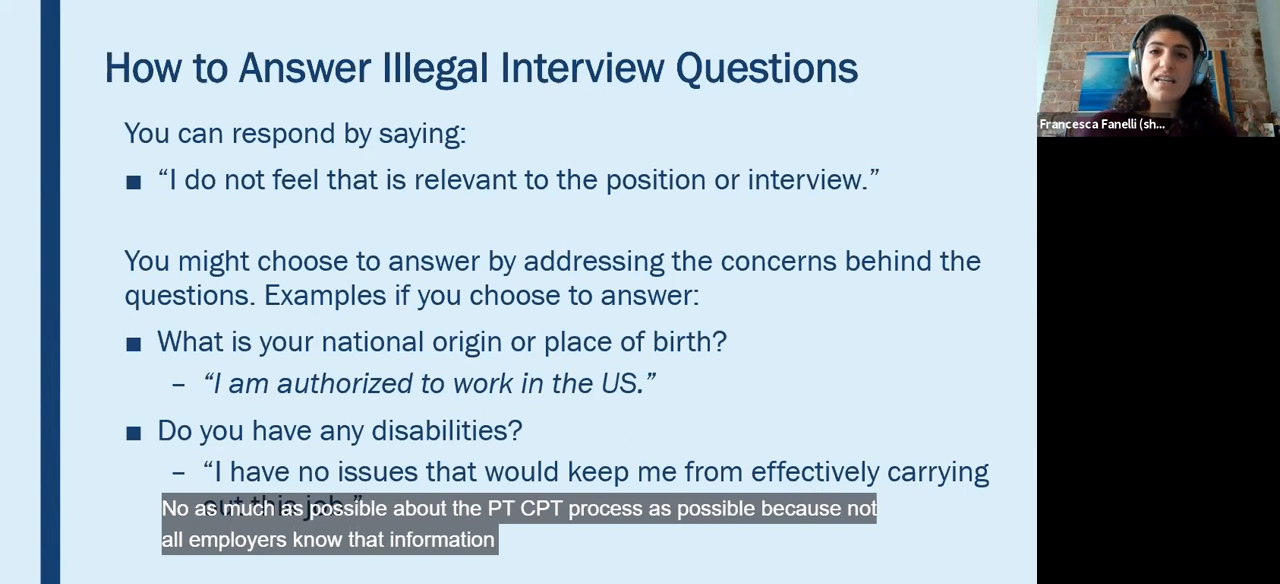 How to Answer Illegal Interview Questions
You can respond by saying:
■ “I do not feel that is relevant to the position or interview.”
You might choose to answer by addressing the concerns behind the
questions. Examples if you choose to answer:
■ What is your national origin or place of birth?
– “I am authorized to work in the US.”
■ Do you have any disabilities?
– “I have no issues that would keep me from effectively carrying
out this job.”
No as much as possible about the PT CPT process as possible because not
all employers know that information
Francesca Fanelli (sh...